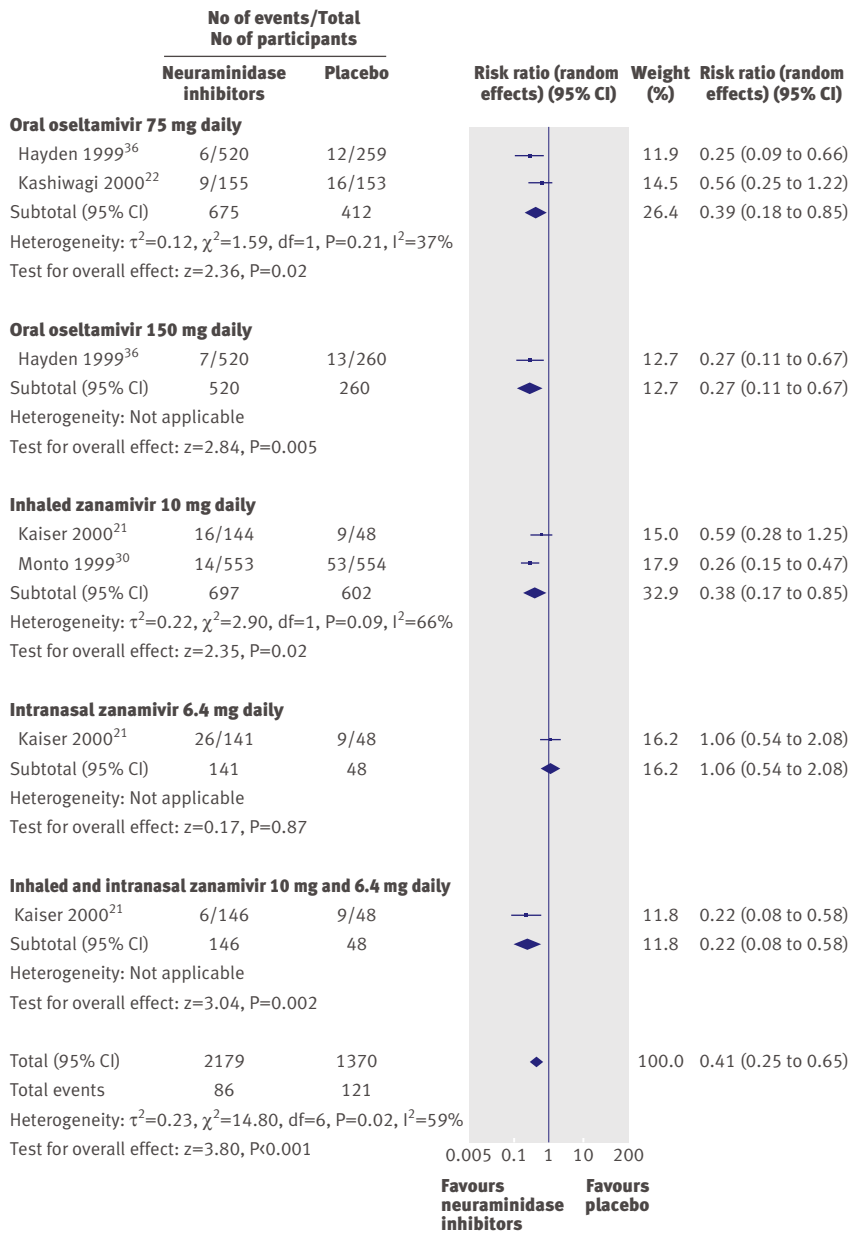 No of events/Total
No of participants
Neuraminidase inhibitors Placebo Risk ratio (random effects) (95% CI) Weight (%) Risk ratio (random effects) (95% CI)
Oral oseltamivir 75 mg daily
Hayden 1999³⁶ 6/520 12/259 11.9 0.25 (0.09 to 0.66)
Kashiwagi 2000²² 9/155 16/153 14.5 0.56 (0.25 to 1.22)
Subtotal (95% CI) 675 412 26.4 0.39 (0.18 to 0.85)
Heterogeneity: τ²=0.12, χ²=1.59, df=1, P=0.21, I²=37%
Test for overall effect: z=2.36, P=0.02
Oral oseltamivir 150 mg daily
Hayden 1999³⁶ 7/520 13/260 12.7 0.27 (0.11 to 0.67)
Subtotal (95% CI) 520 260 12.7 0.27 (0.11 to 0.67)
Heterogeneity: Not applicable
Test for overall effect: z=2.84, P=0.005
Inhaled zanamivir 10 mg daily
Kaiser 2000²¹ 16/144 9/48 15.0 0.59 (0.28 to 1.25)
Monto 1999³⁰ 14/553 53/554 17.9 0.26 (0.15 to 0.47)
Subtotal (95% CI) 697 602 32.9 0.38 (0.17 to 0.85)
Heterogeneity: τ²=0.22, χ²=2.90, df=1, P=0.09, I²=66%
Test for overall effect: z=2.35, P=0.02
Intranasal zanamivir 6.4 mg daily
Kaiser 2000²¹ 26/141 9/48 16.2 1.06 (0.54 to 2.08)
Subtotal (95% CI) 141 48 16.2 1.06 (0.54 to 2.08)
Heterogeneity: Not applicable
Test for overall effect: z=0.17, P=0.87
Inhaled and intranasal zanamivir 10 mg and 6.4 mg daily
Kaiser 2000²¹ 6/146 9/48 11.8 0.22 (0.08 to 0.58)
Subtotal (95% CI) 146 48 11.8 0.22 (0.08 to 0.58)
Heterogeneity: Not applicable
Test for overall effect: z=3.04, P=0.002
Total (95% CI) 2179 1370 100.0 0.41 (0.25 to 0.65)
Total events 86 121
Heterogeneity: τ²=0.23, χ²=14.80, df=6, P=0.02, I²=59%
Test for overall effect: z=3.80, P<0.001
0.005 0.1 1 10 200
Favours neuraminidase inhibitors Favours placebo